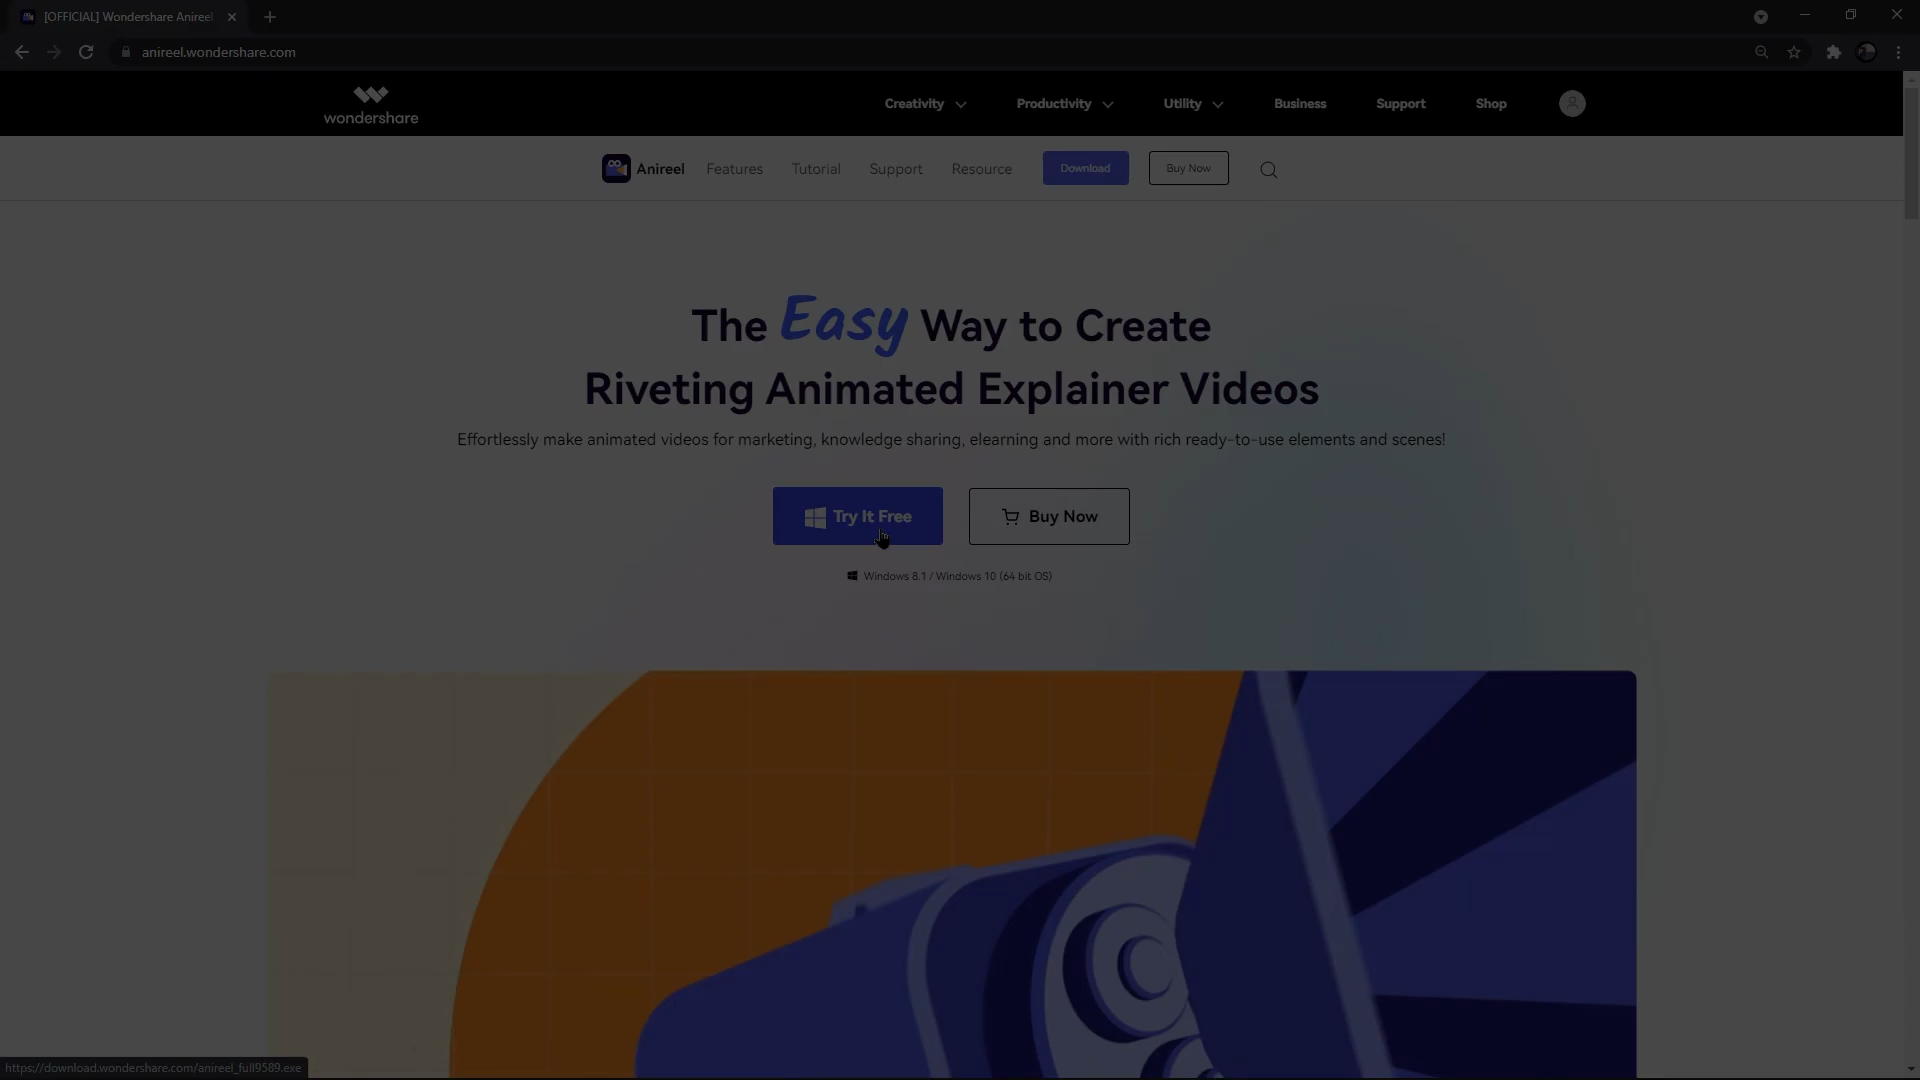 [OFFICIAL] Wondershare Anireel
anireel.wondershare.com
wondershare
Creativity
Productivity
Utility
Business
Support
Shop
Anireel
Features
Tutorial
Support
Resource
Download
Buy Now
The Easy Way to Create
Riveting Animated Explainer Videos
Effortlessly make animated videos for marketing, knowledge sharing, elearning and more with rich ready-to-use elements and scenes!
Try It Free
Buy Now
Windows 8.1 / Windows 10 (64 bit OS)
https://download.wondershare.com/anireel_full9589.exe